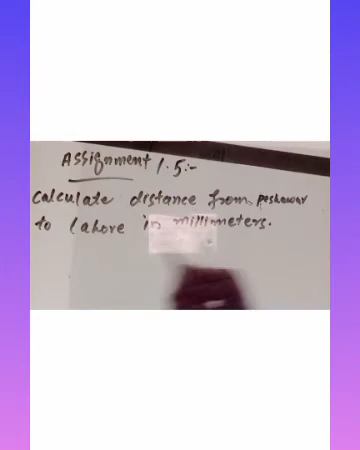 Assignment 1.5:-
Calculate distance from peshawar
to Lahore in millimeters.